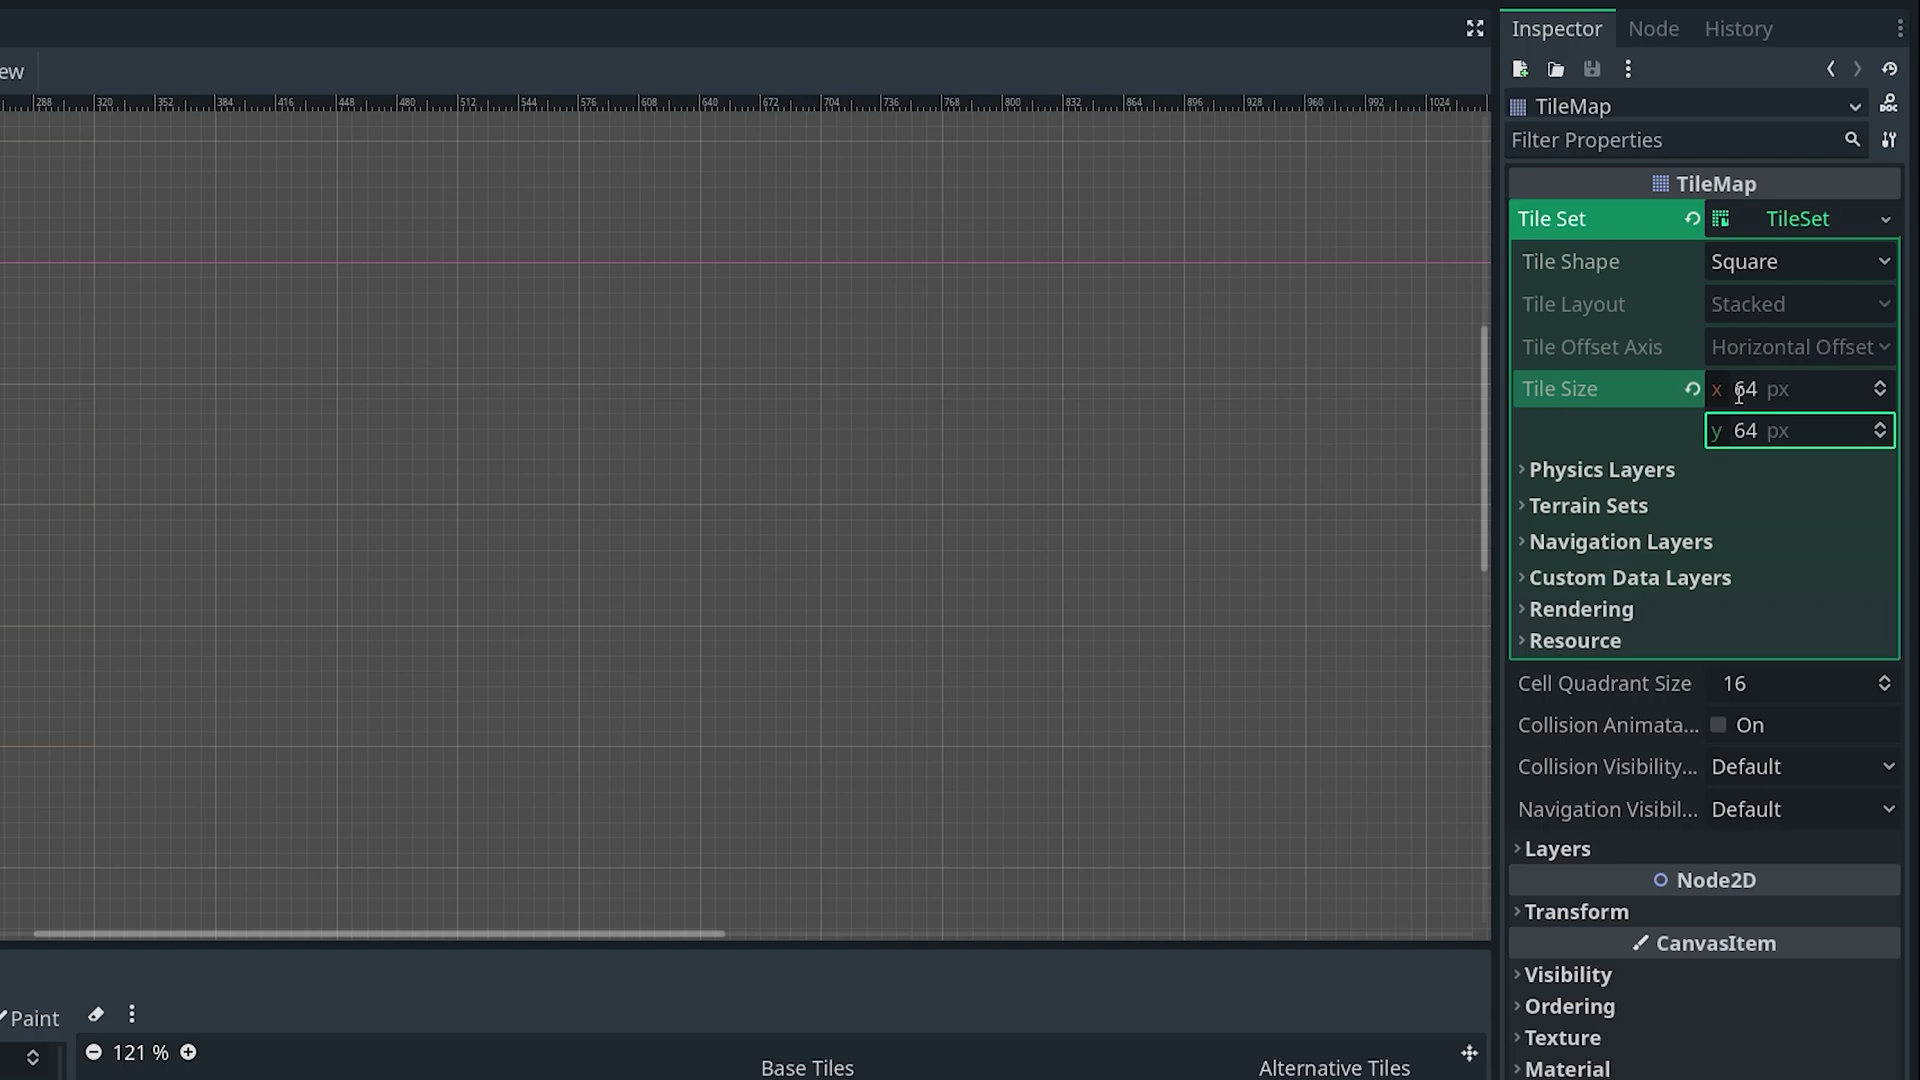 Inspector Node History
ew
288 320 352 384 416 448 480 512 544 576 608 640 672 704 736 768 800 832 864 896 928 960 992 1024
TileMap
DOC
Filter Properties
TileMap
Tile Set TileSet
Tile Shape Square
Tile Layout Stacked
Tile Offset Axis Horizontal Offset
Tile Size x 64 px
y 64 px
Physics Layers
Terrain Sets
Navigation Layers
Custom Data Layers
Rendering
Resource
Cell Quadrant Size 16
Collision Animata... On
Collision Visibility... Default
Navigation Visibil... Default
Layers
Node2D
Transform
CanvasItem
Visibility
Ordering
Texture
Material
Paint
121 %
Base Tiles Alternative Tiles